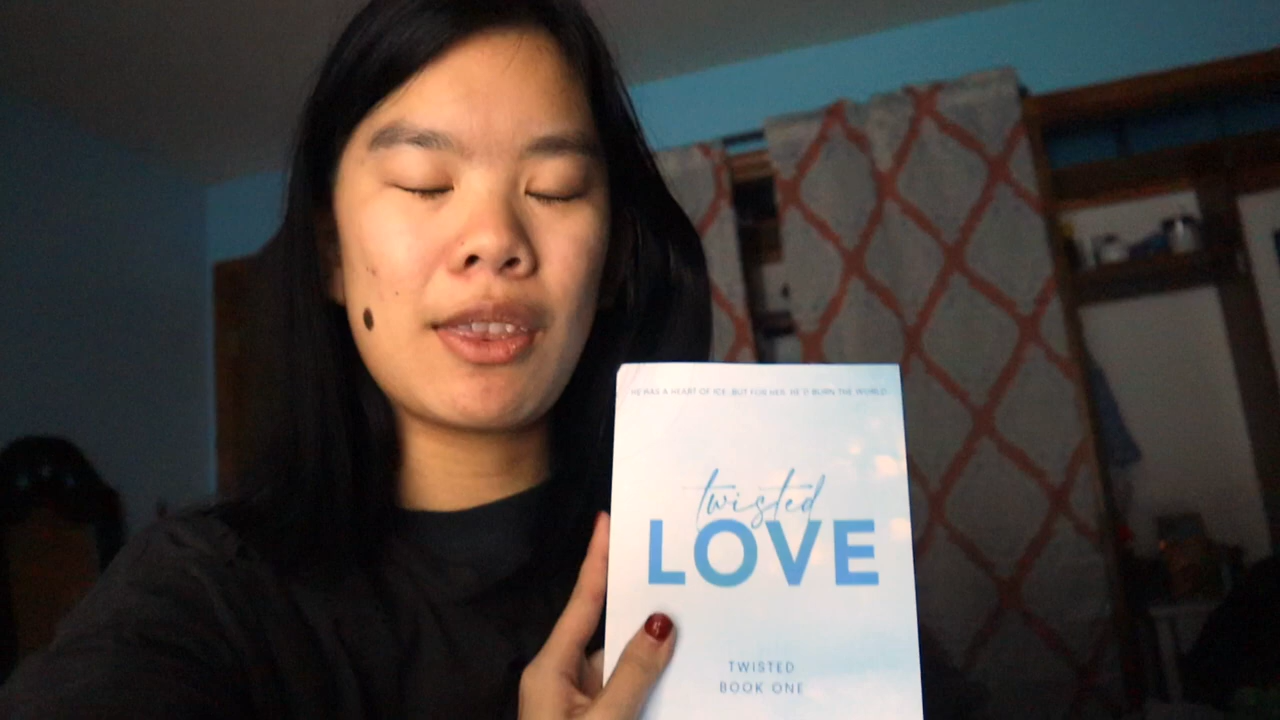 HE WAS A HEART OF ICE, BUT FOR HER, HE'D BURN THE WORLD.
twisted
LOVE
TWISTED
BOOK ONE